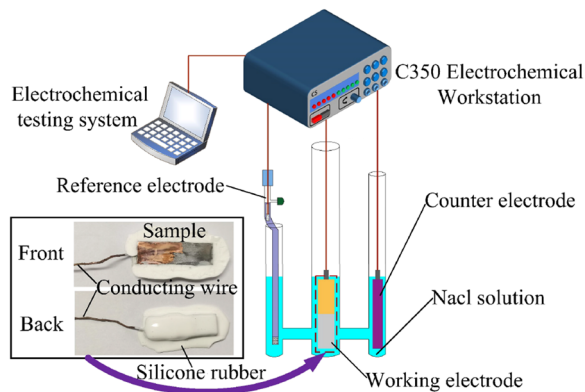 C350 Electrochemical
Workstation
Electrochemical
testing system
CS
Reference electrode
Counter electrode
Sample
Front
Conducting wire
Nacl solution
Back
Silicone rubber
Working electrode